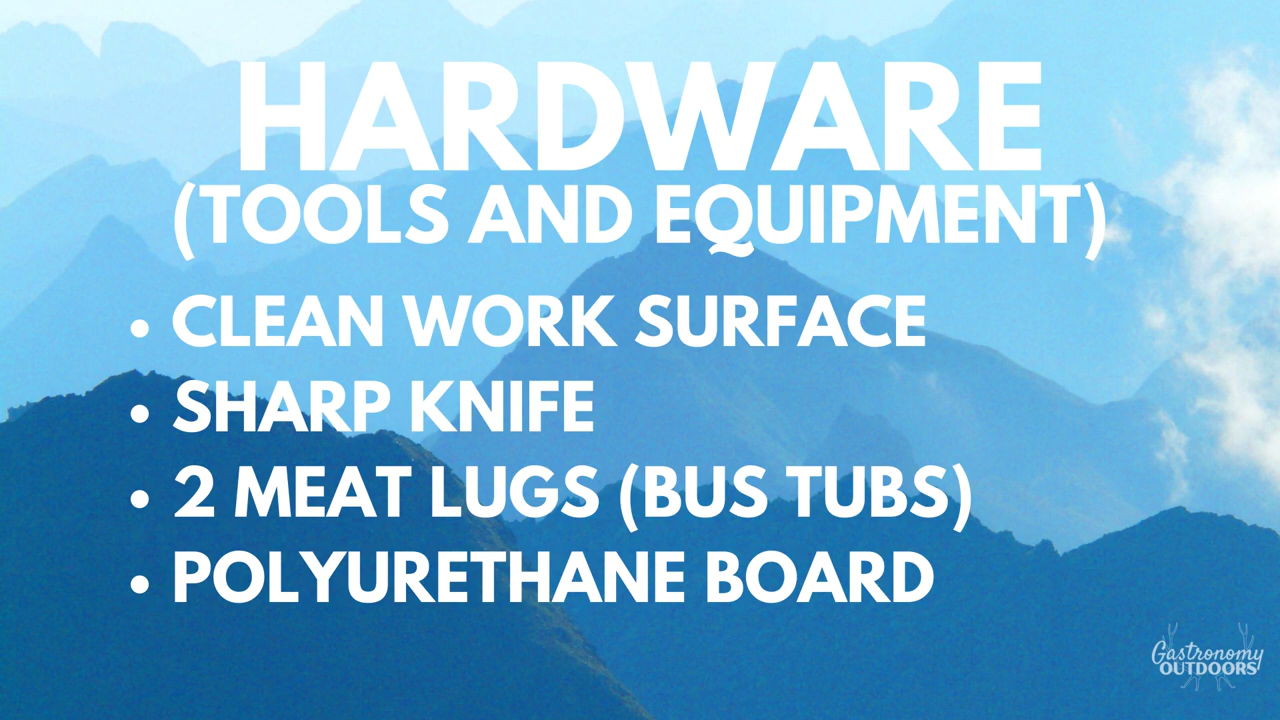 HARDWARE
(TOOLS AND EQUIPMENT)
• CLEAN WORK SURFACE
• SHARP KNIFE
• 2 MEAT LUGS (BUS TUBS)
• POLYURETHANE BOARD
Gastronomy
OUTDOORS